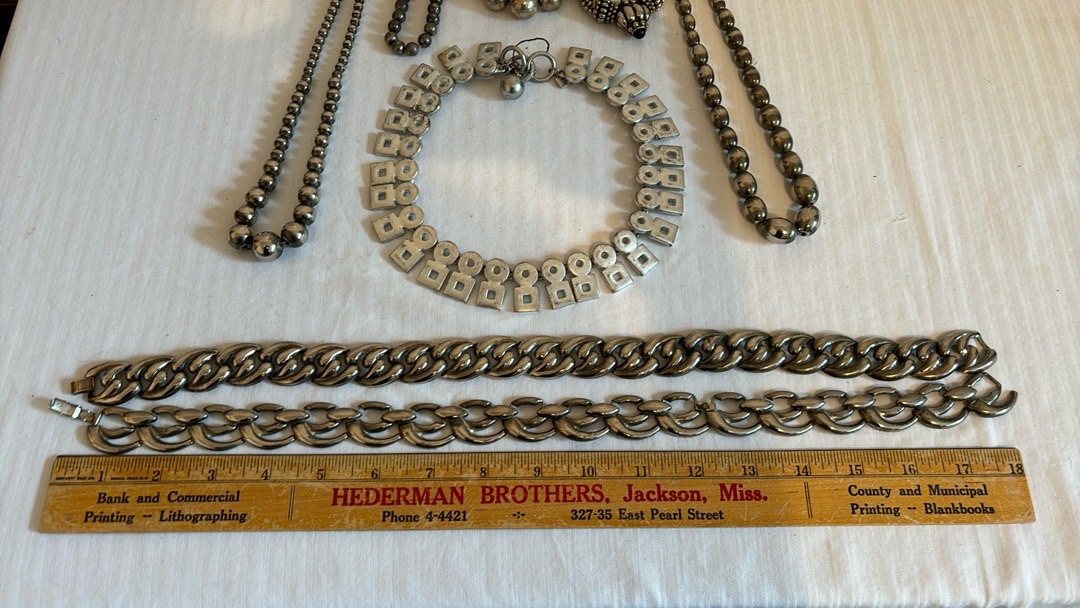 1 2 3 4 5 6 7 8 9 10 11 12 13 14 15 16 17 18
Bank and Commercial
Printing -- Lithographing
HEDERMAN BROTHERS, Jackson, Miss.
Phone 4-4421 -:- 327-35 East Pearl Street
County and Municipal
Printing -- Blankbooks